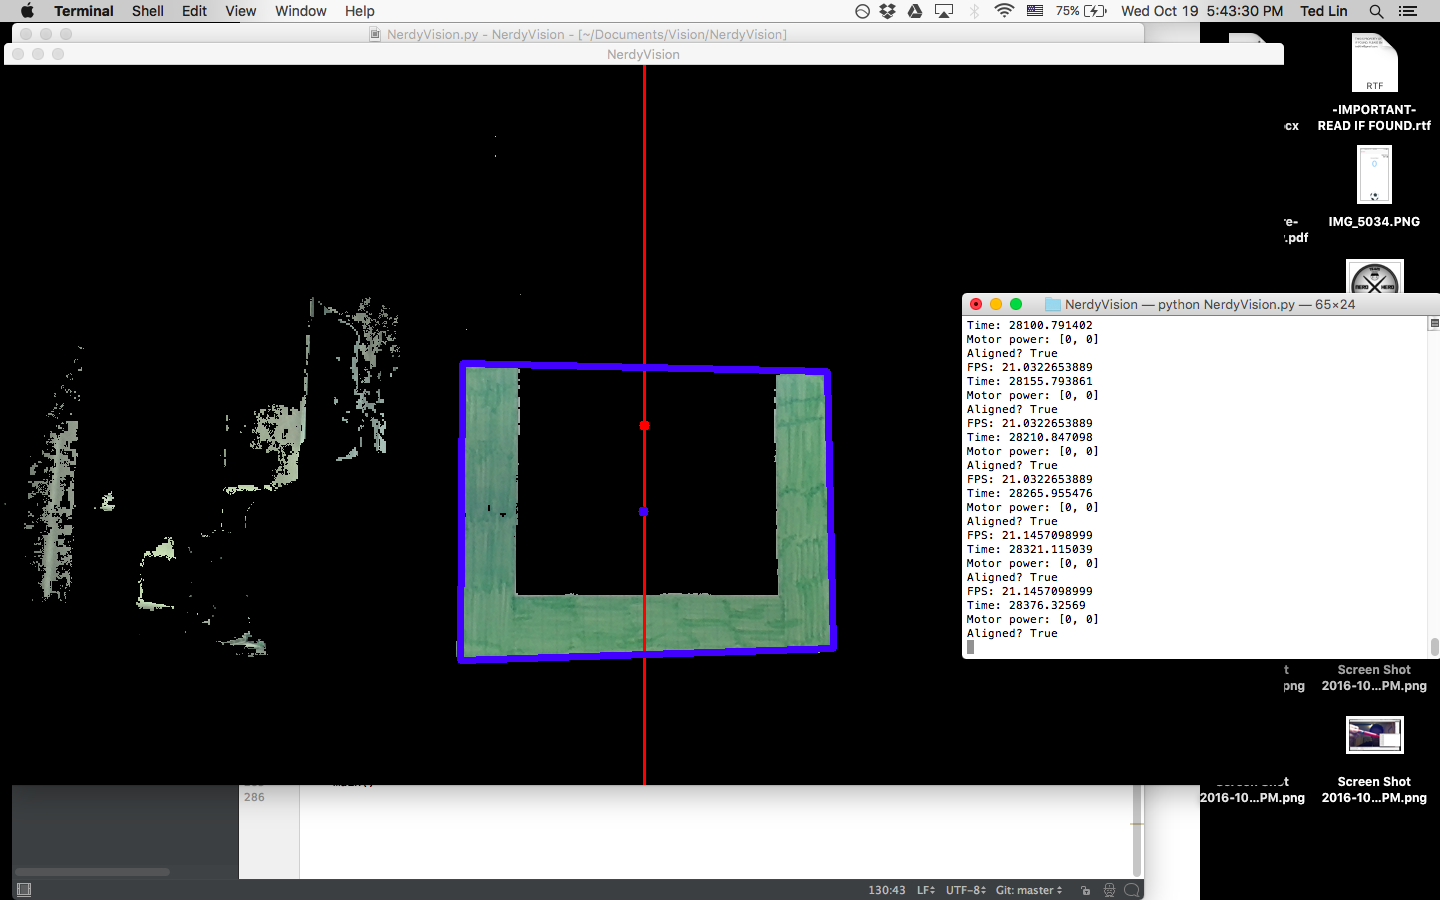 Terminal Shell Edit View Window Help 75% Wed Oct 19 5:43:30 PM Ted Lin
NerdyVision.py - NerdyVision - [~/Documents/Vision/NerdyVision]
NerdyVision
RTF
-IMPORTANT-
READ IF FOUND.rtf
cx
IMG_5034.PNG
re-
.pdf
NerdyVision — python NerdyVision.py — 65×24
Time: 28100.791402
Motor power: [0, 0]
Aligned? True
FPS: 21.0322653889
Time: 28155.793861
Motor power: [0, 0]
Aligned? True
FPS: 21.0322653889
Time: 28210.847098
Motor power: [0, 0]
Aligned? True
FPS: 21.0322653889
Time: 28265.955476
Motor power: [0, 0]
Aligned? True
FPS: 21.1457098999
Time: 28321.115039
Motor power: [0, 0]
Aligned? True
FPS: 21.1457098999
Time: 28376.32569
Motor power: [0, 0]
Aligned? True
t
png
Screen Shot
2016-10...PM.png
Screen Shot
2016-10...PM.png
Screen Shot
2016-10...PM.png
286
130:43 LF÷ UTF-8÷ Git: master÷